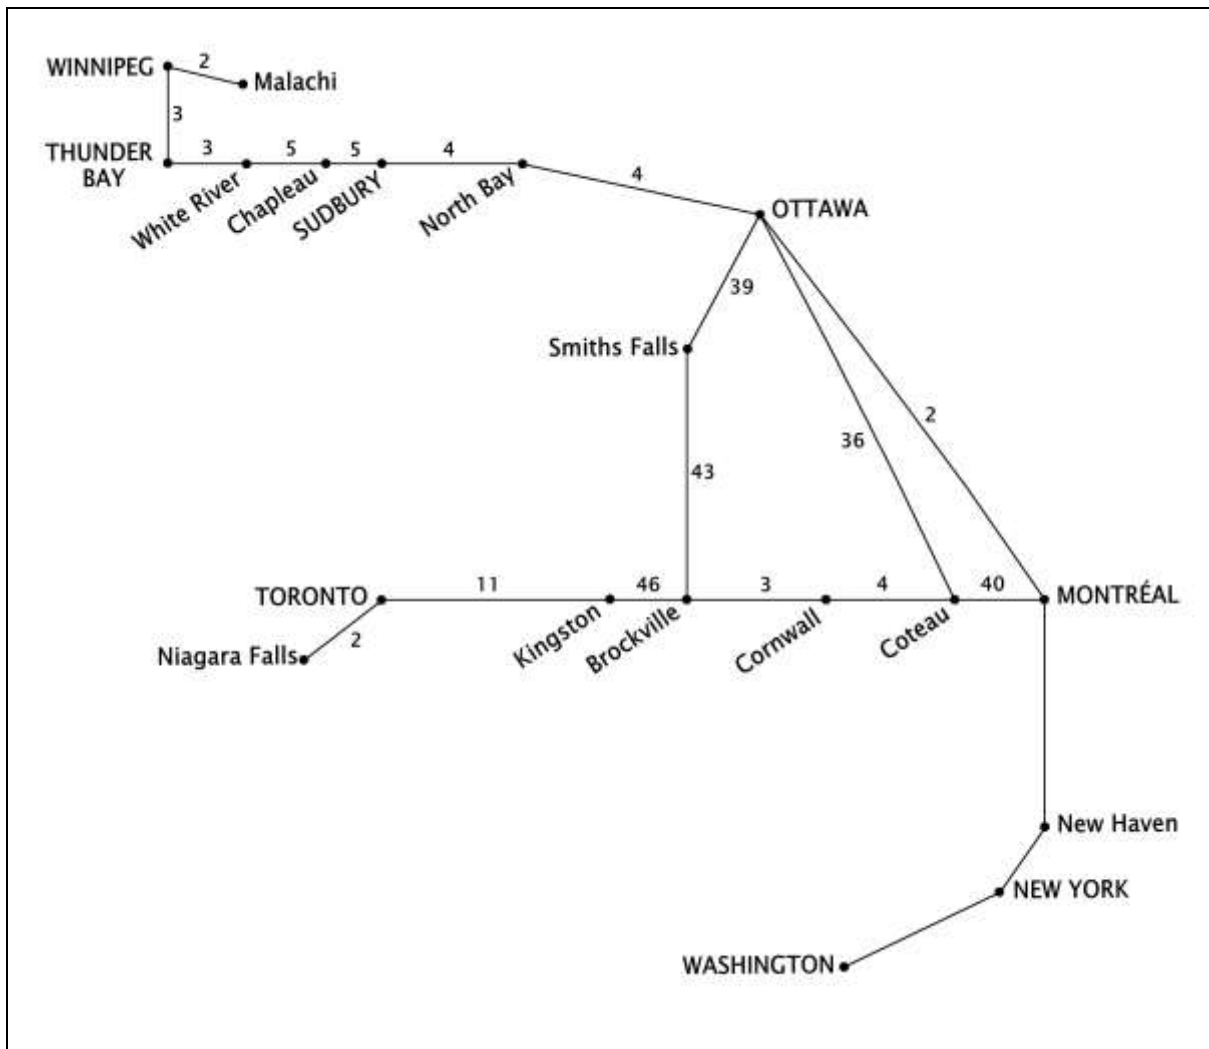 2
WINNIPEG
Malachi
3
THUNDER
BAY
3
5
5
4
4
White River
Chapleau
SUDBURY
North Bay
OTTAWA
39
Smiths Falls
2
36
43
TORONTO
11
46
3
4
40
MONTRÉAL
Kingston
Brockville
Cornwall
Coteau
2
Niagara Falls
New Haven
NEW YORK
WASHINGTON